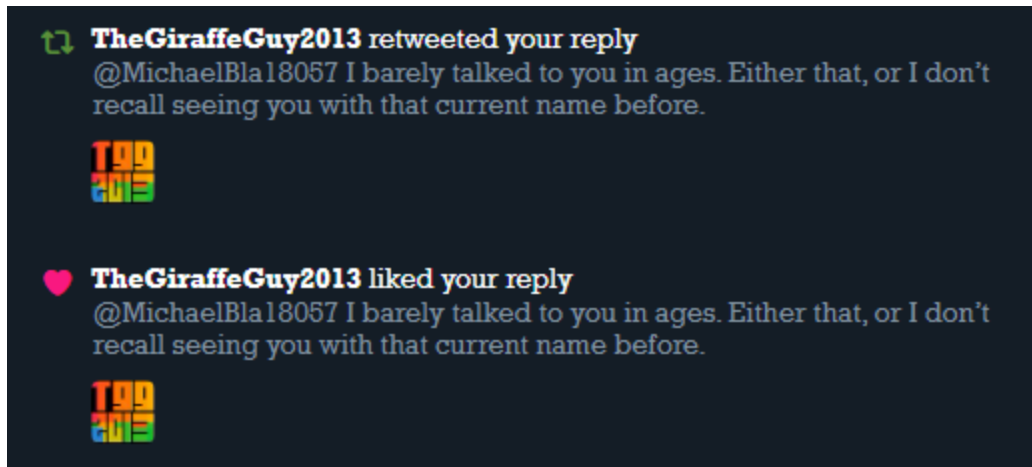 TheGiraffeGuy2013 retweeted your reply
@MichaelBla18057 I barely talked to you in ages. Either that, or I don’t
recall seeing you with that current name before.
TGG
2013
TheGiraffeGuy2013 liked your reply
@MichaelBla18057 I barely talked to you in ages. Either that, or I don’t
recall seeing you with that current name before.
TGG
2013